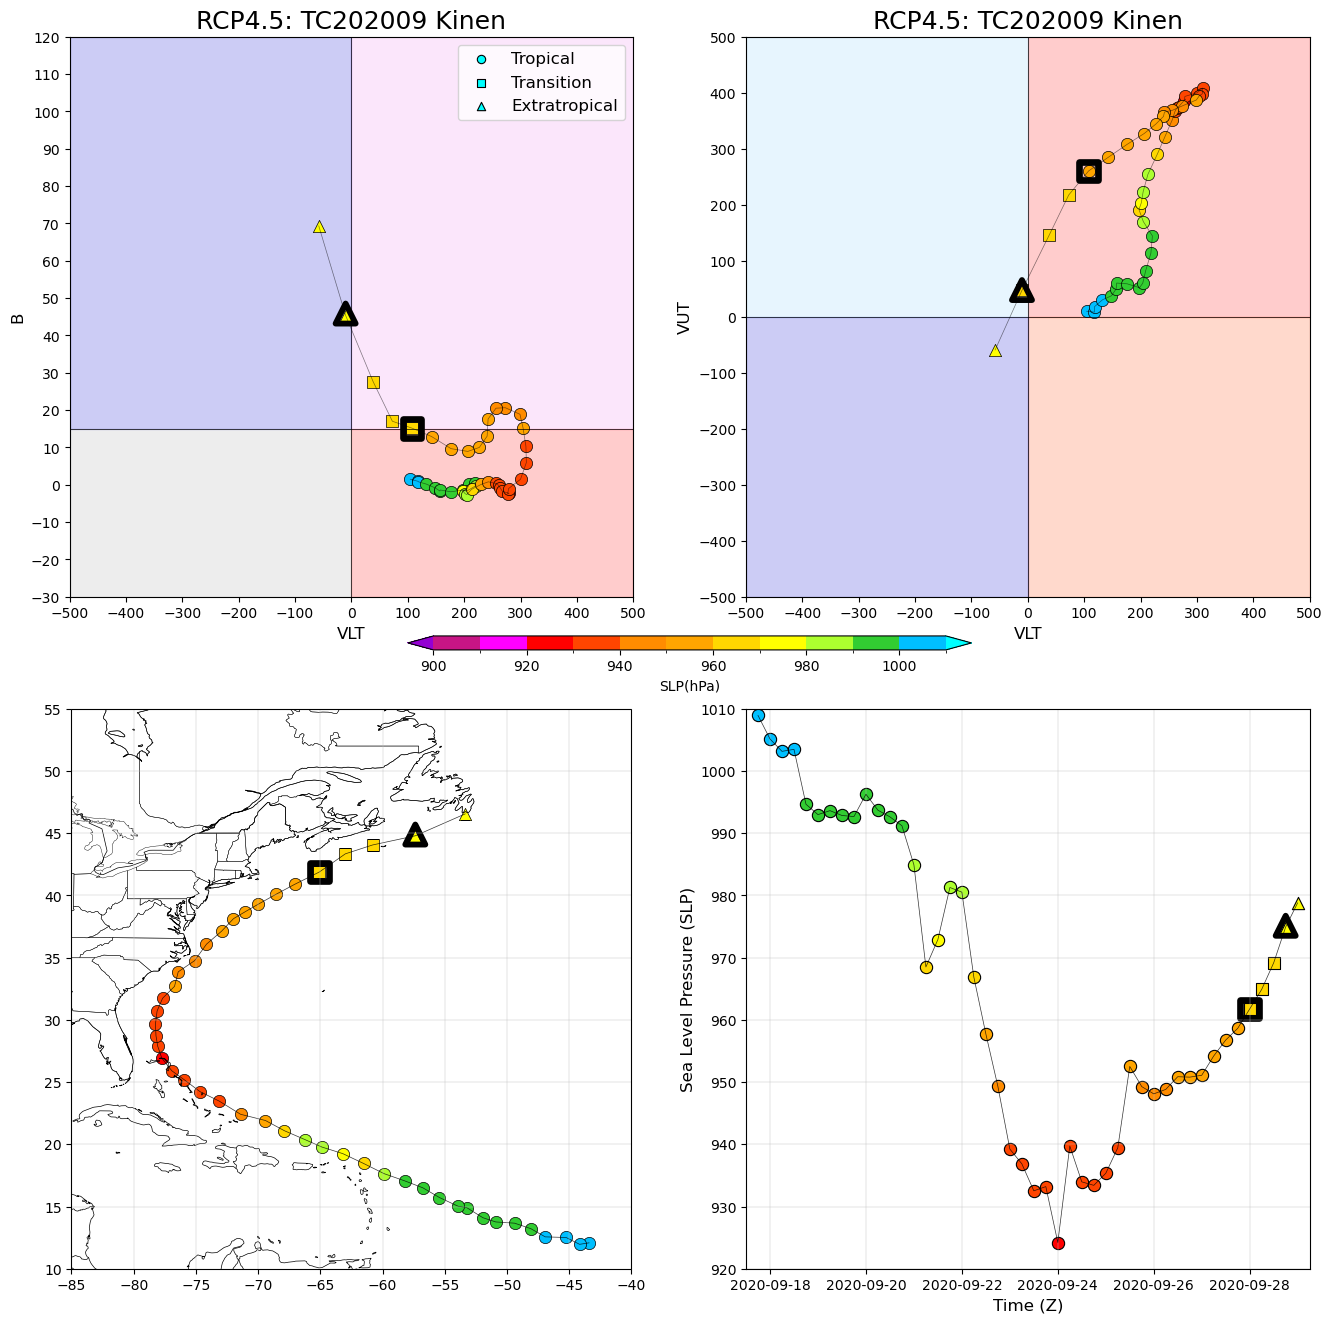 RCP4.5: TC202009 Kinen
120
110
100
90
80
70
60
50
40
30
20
10
0
−10
−20
−30
B
Tropical
Transition
Extratropical
−500 −400 −300 −200 −100 0 100 200 300 400 500
VLT
RCP4.5: TC202009 Kinen
500
400
300
200
100
0
−100
−200
−300
−400
−500
VUT
−500 −400 −300 −200 −100 0 100 200 300 400 500
VLT
900 920 940 960 980 1000
SLP(hPa)
55
50
45
40
35
30
25
20
15
10
−85 −80 −75 −70 −65 −60 −55 −50 −45 −40
1010
1000
990
980
970
960
950
940
930
920
Sea Level Pressure (SLP)
2020-09-18 2020-09-20 2020-09-22 2020-09-24 2020-09-26 2020-09-28
Time (Z)